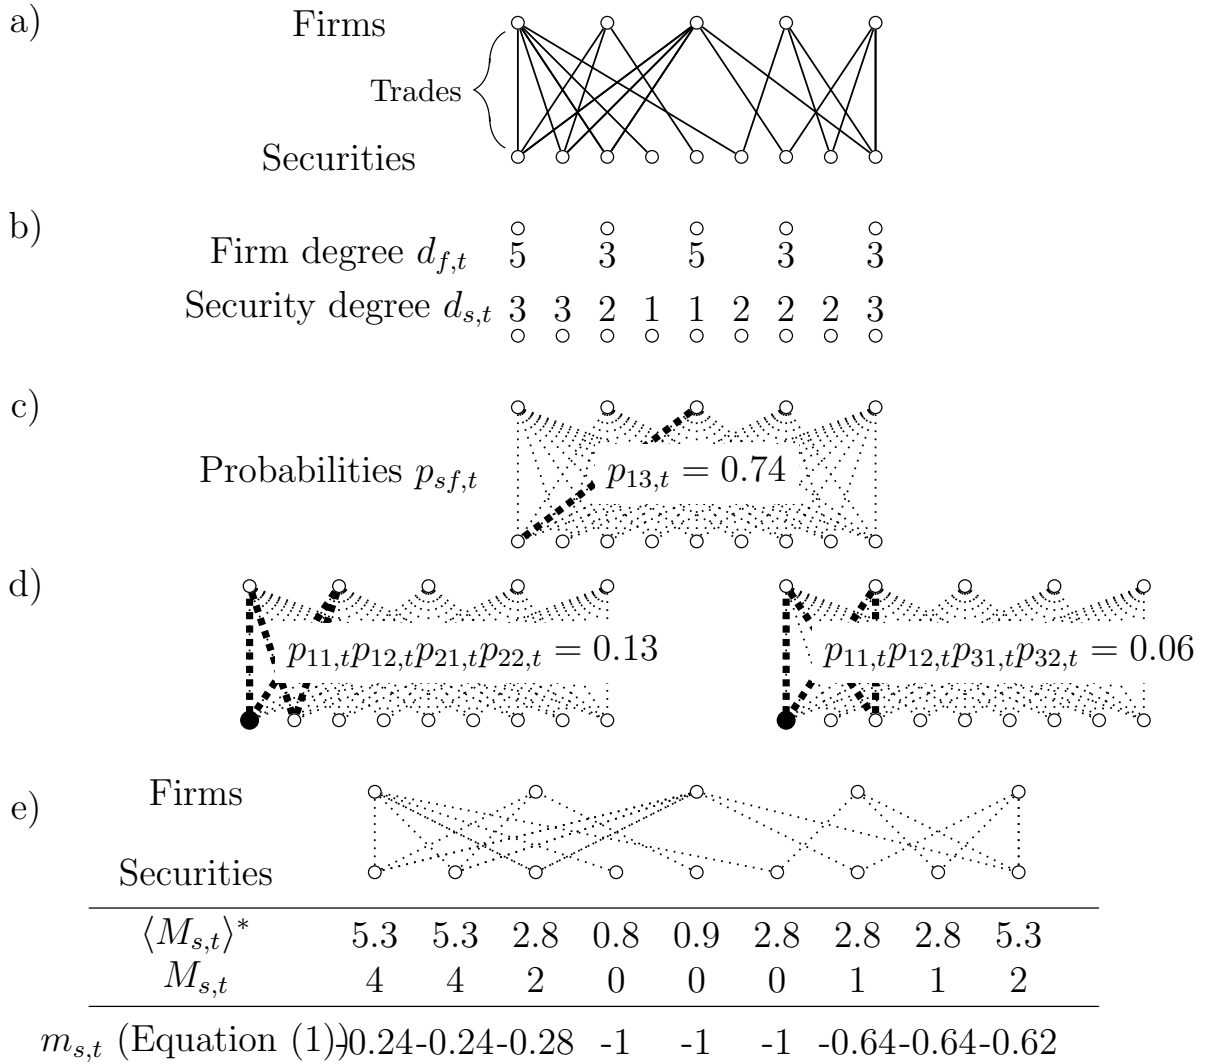 a)
Firms
Trades
Securities
b)
Firm degree d_{f,t} 5 3 5 3 3
Security degree d_{s,t} 3 3 2 1 1 2 2 2 3
c)
Probabilities p_{sf,t} p_{13,t} = 0.74
d)
p_{11,t}p_{12,t}p_{21,t}p_{22,t} = 0.13 p_{11,t}p_{12,t}p_{31,t}p_{32,t} = 0.06
e)
Firms
Securities
⟨M_{s,t}⟩* 5.3 5.3 2.8 0.8 0.9 2.8 2.8 2.8 5.3
M_{s,t} 4 4 2 0 0 0 1 1 2
m_{s,t} (Equation (1)) -0.24 -0.24 -0.28 -1 -1 -1 -0.64 -0.64 -0.62